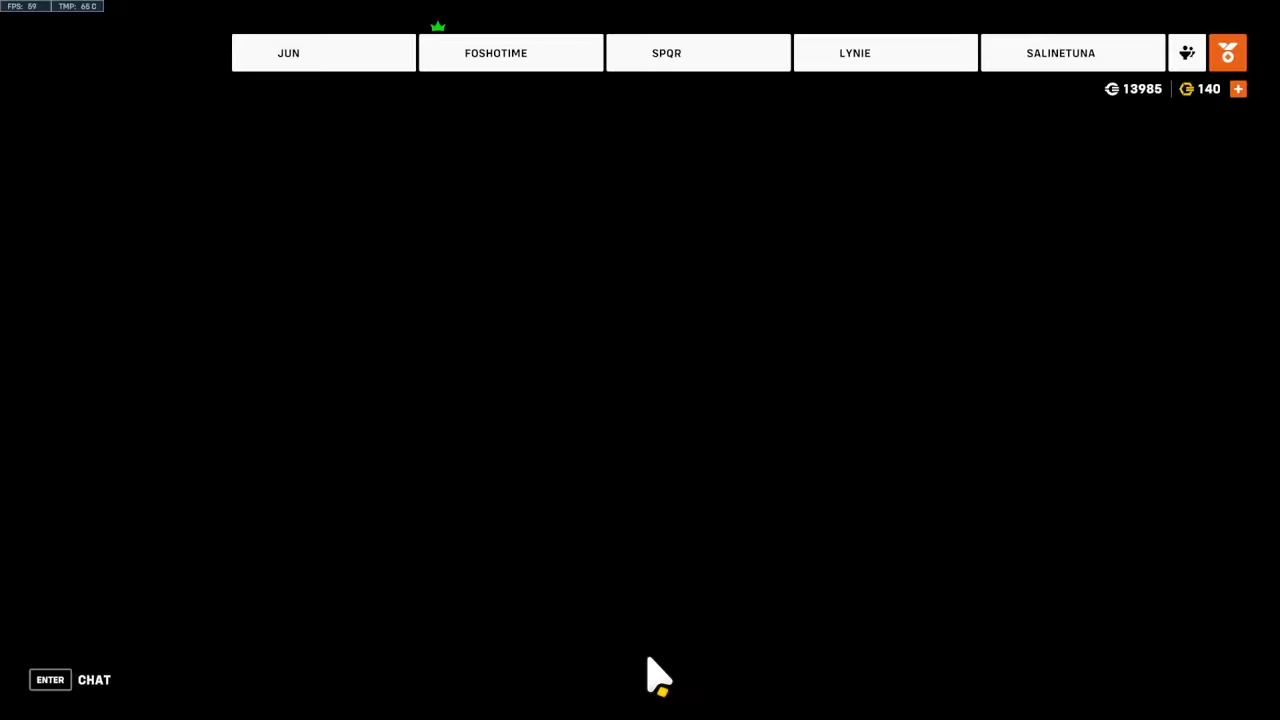 FPS: 59 TMP: 65 C
JUN FOSHOTIME SPQR LYNIE SALINETUNA
13985 140 +
ENTER CHAT